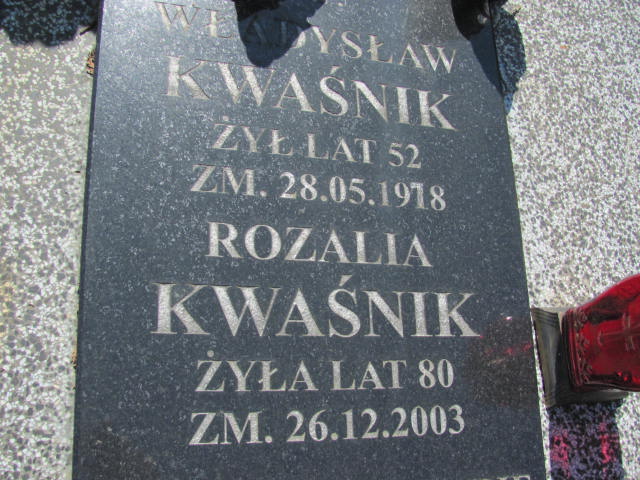 WŁADYSŁAW
KWAŚNIK
ŻYŁ LAT 52
ZM. 28.05.1978
ROZALIA
KWAŚNIK
ŻYŁA LAT 80
ZM. 26.12.2003